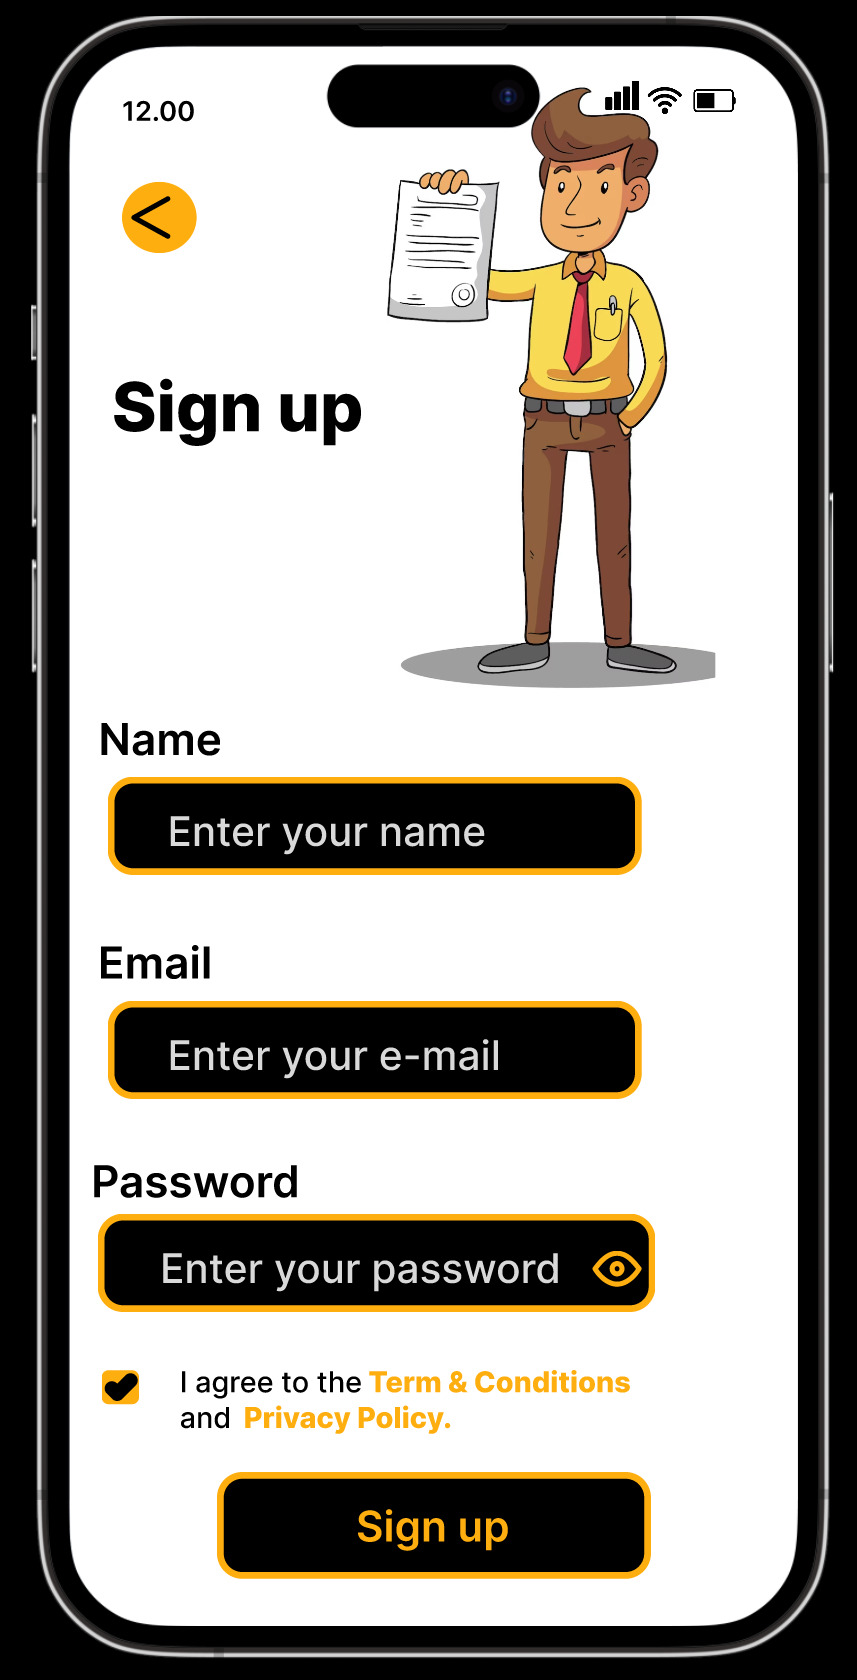 12.00
Sign up
Name
Enter your name
Email
Enter your e-mail
Password
Enter your password
I agree to the Term & Conditions
and Privacy Policy.
Sign up